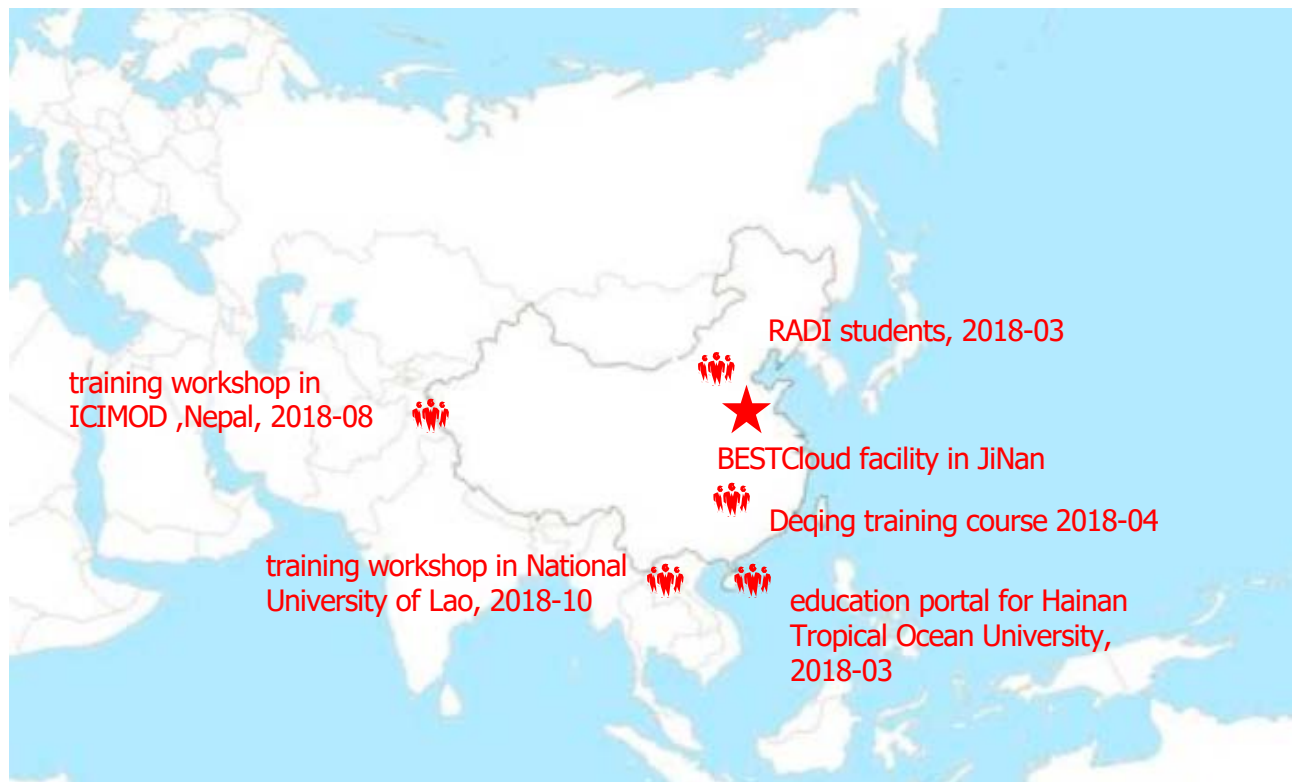 RADI students, 2018-03
training workshop in
ICIMOD ,Nepal, 2018-08
BESTCloud facility in JiNan
Deqing training course 2018-04
training workshop in National
University of Lao, 2018-10
education portal for Hainan
Tropical Ocean University,
2018-03